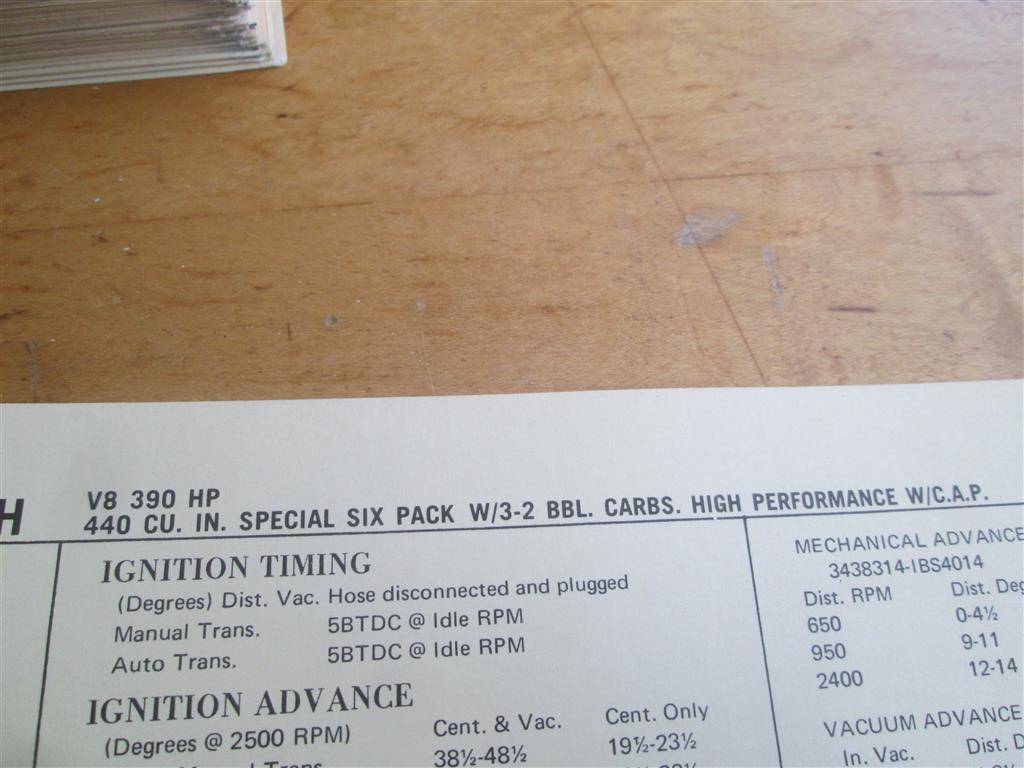 H
V8 390 HP
440 CU. IN. SPECIAL SIX PACK W/3-2 BBL. CARBS. HIGH PERFORMANCE W/C.A.P.
IGNITION TIMING
(Degrees) Dist. Vac. Hose disconnected and plugged
Manual Trans. 5BTDC @ Idle RPM
Auto Trans. 5BTDC @ Idle RPM
IGNITION ADVANCE
(Degrees @ 2500 RPM) Cent. & Vac. Cent. Only
38½-48½ 19½-23½
MECHANICAL ADVANCE
3438314-IBS4014
Dist. RPM Dist. Deg
650 0-4½
950 9-11
2400 12-14
VACUUM ADVANCE
In. Vac. Dist. D